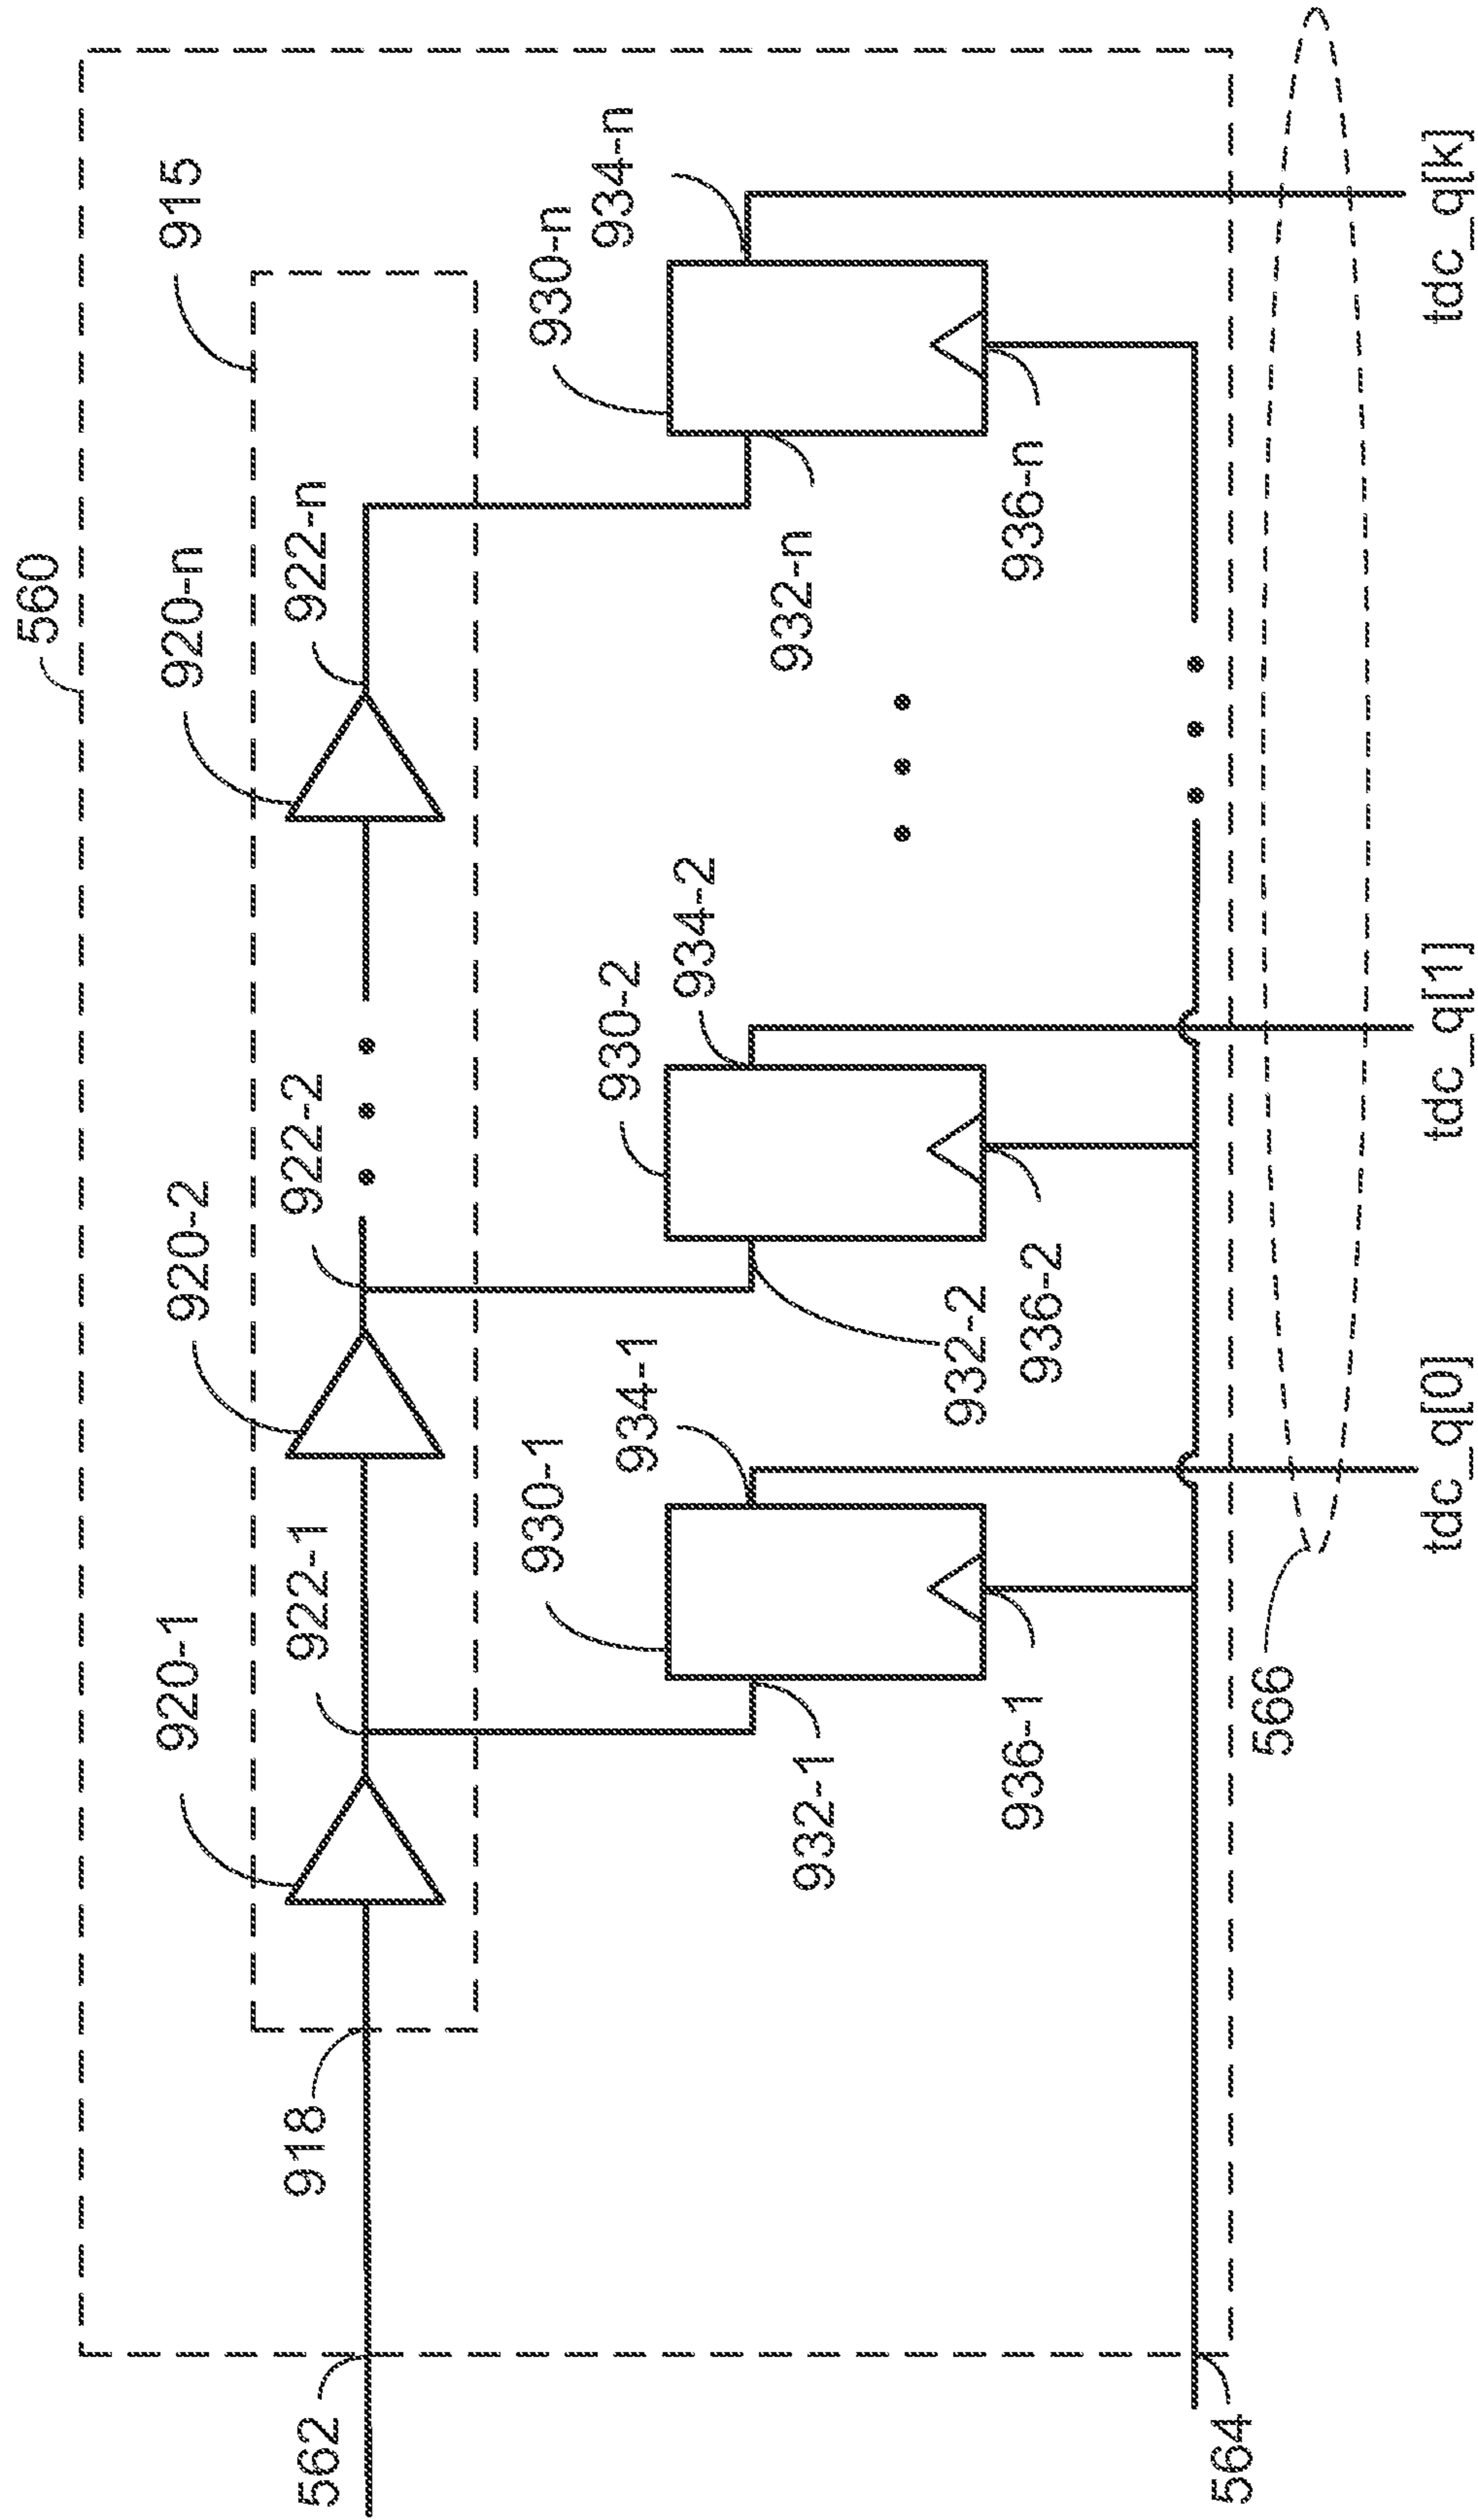 560
915
920-1
920-2
920-n
562
918
922-1
922-2
922-n
930-1
934-1
930-2
934-2
930-n
934-n
932-1
932-2
932-n
936-1
936-2
936-n
564
566
tdc_q[0]
tdc_q[1]
tdc_q[k]